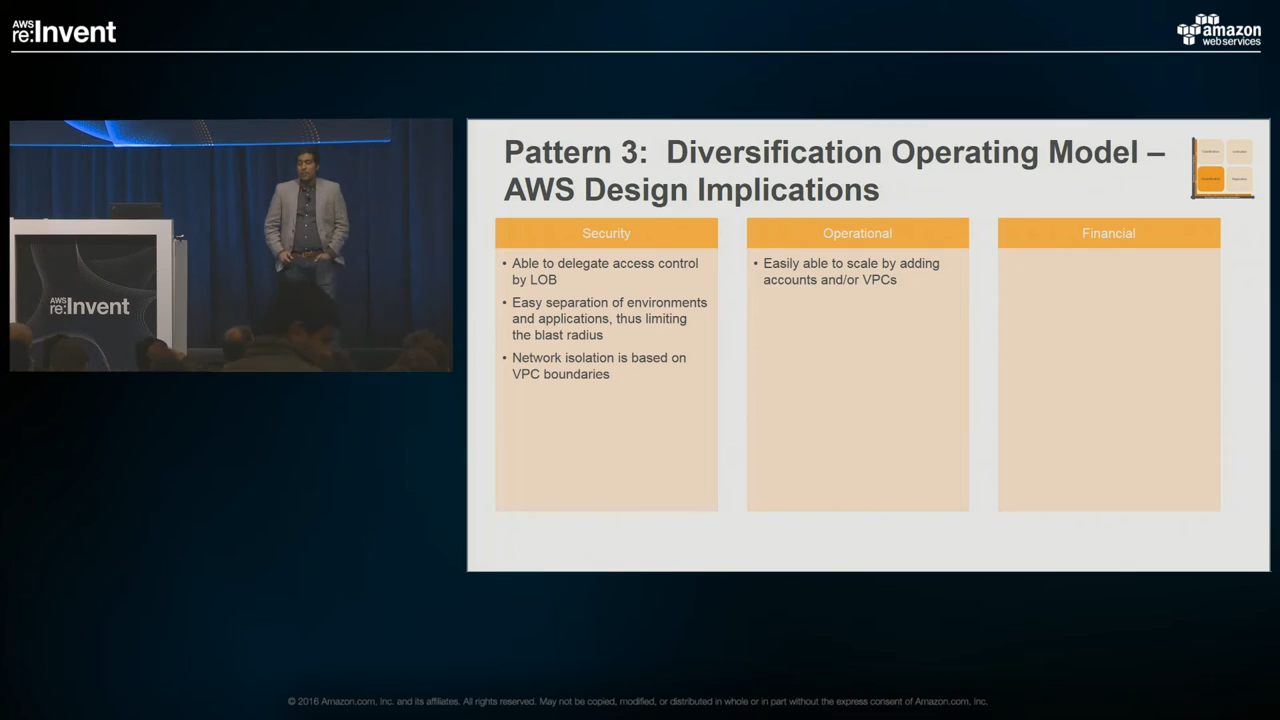 AWS
re:Invent
amazon
web services
AWS
re:Invent
Pattern 3: Diversification Operating Model –
AWS Design Implications
Security
• Able to delegate access control
by LOB
• Easy separation of environments
and applications, thus limiting
the blast radius
• Network isolation is based on
VPC boundaries
Operational
• Easily able to scale by adding
accounts and/or VPCs
Financial
© 2016 Amazon.com, Inc. and its affiliates. All rights reserved. May not be copied, modified, or distributed in whole or in part without the express consent of Amazon.com, Inc.